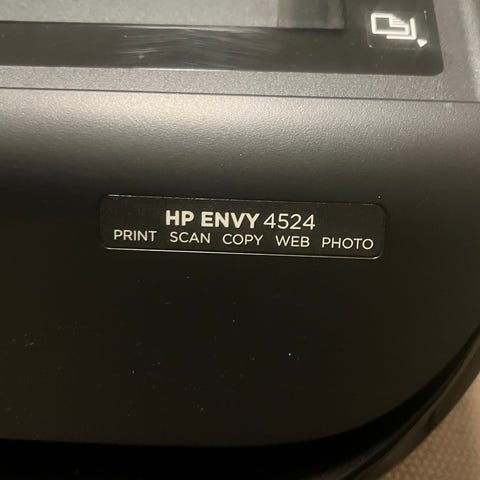 HP ENVY 4524
PRINT SCAN COPY WEB PHOTO